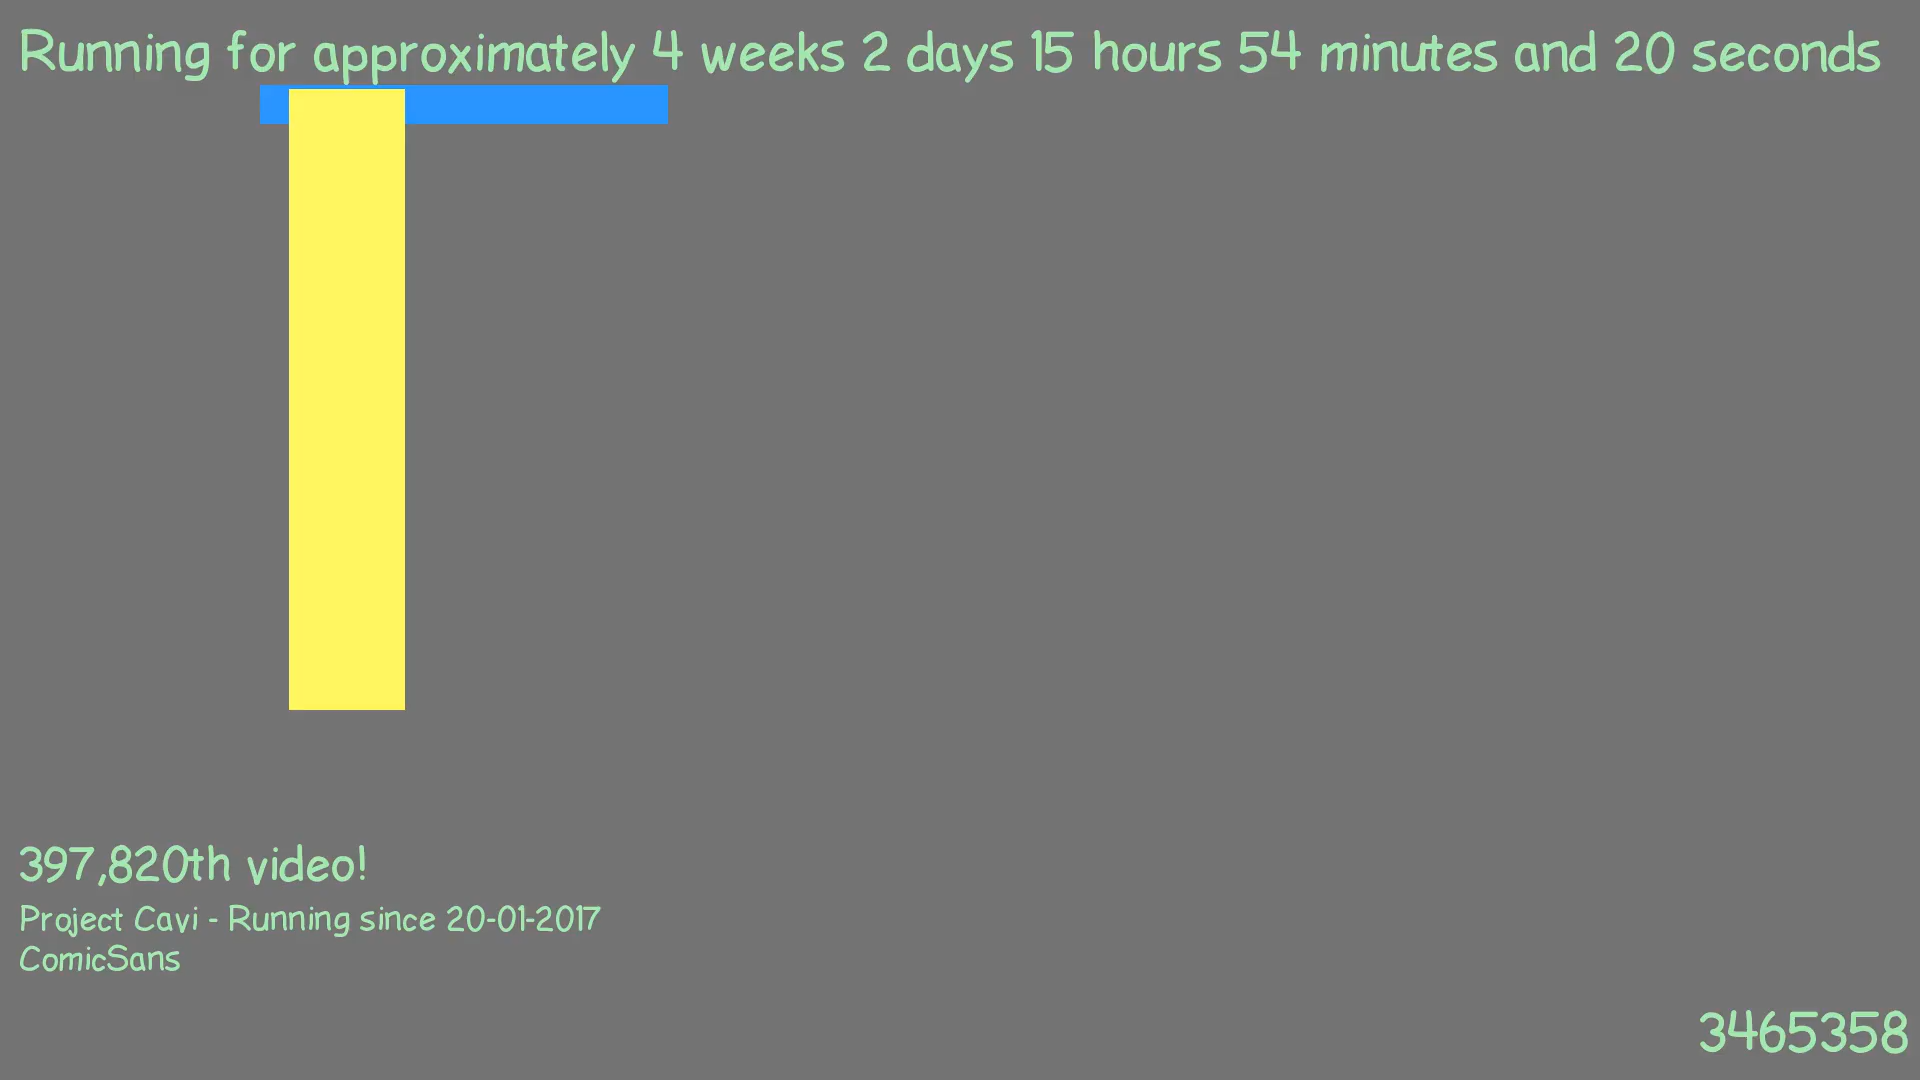 Running for approximately 4 weeks 2 days 15 hours 54 minutes and 20 seconds
397,820th video!
Project Cavi - Running since 20-01-2017
ComicSans
3465358